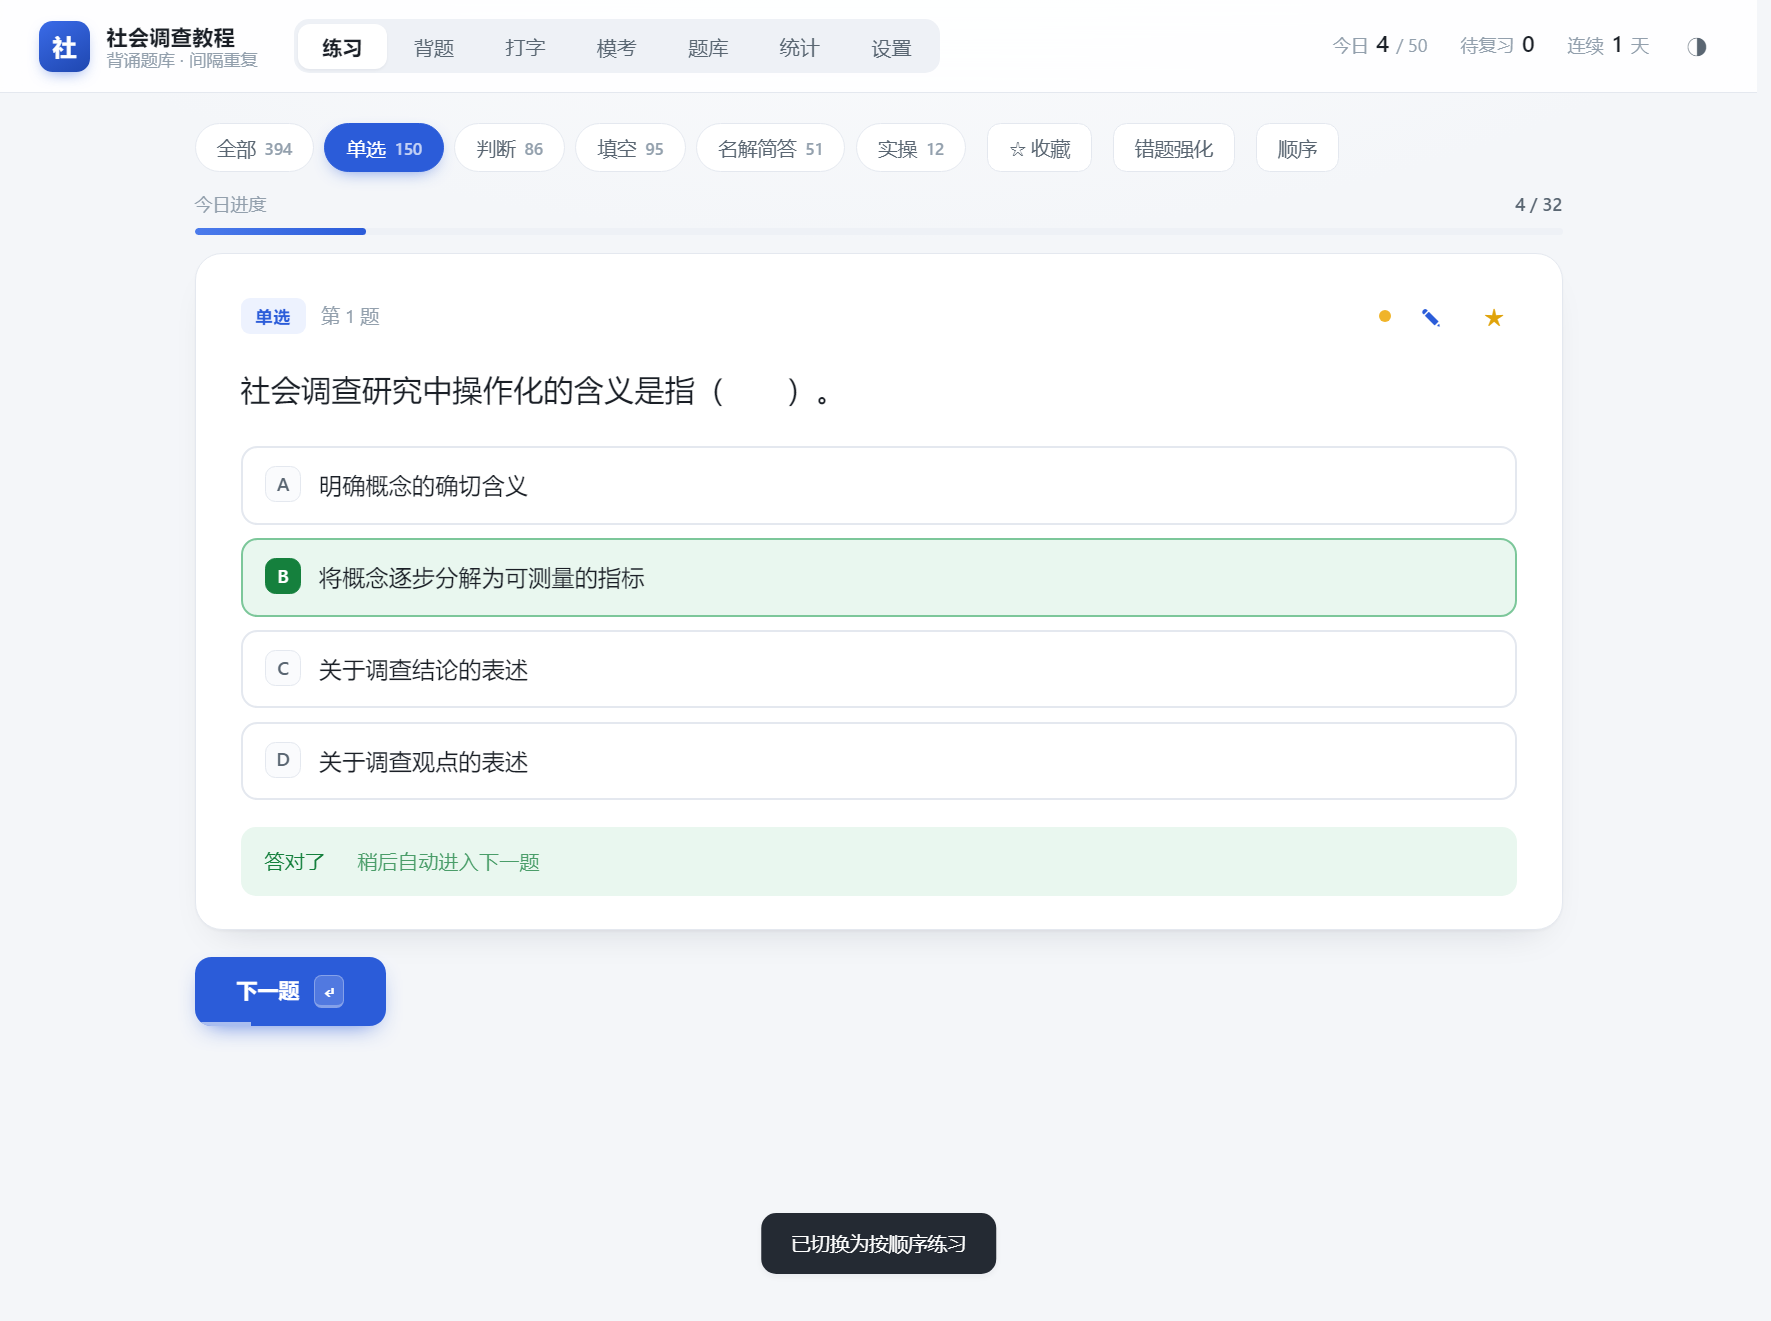 社
社会调查教程
背诵题库 · 间隔重复
练习 背题 打字 模考 题库 统计 设置
今日 4 / 50 待复习 0 连续 1 天
全部 394 单选 150 判断 86 填空 95 名解简答 51 实操 12 ☆ 收藏 错题强化 顺序
今日进度 4 / 32
单选 第 1 题
社会调查研究中操作化的含义是指（　　）。
A 明确概念的确切含义
B 将概念逐步分解为可测量的指标
C 关于调查结论的表述
D 关于调查观点的表述
答对了 稍后自动进入下一题
下一题 ↵
已切换为按顺序练习